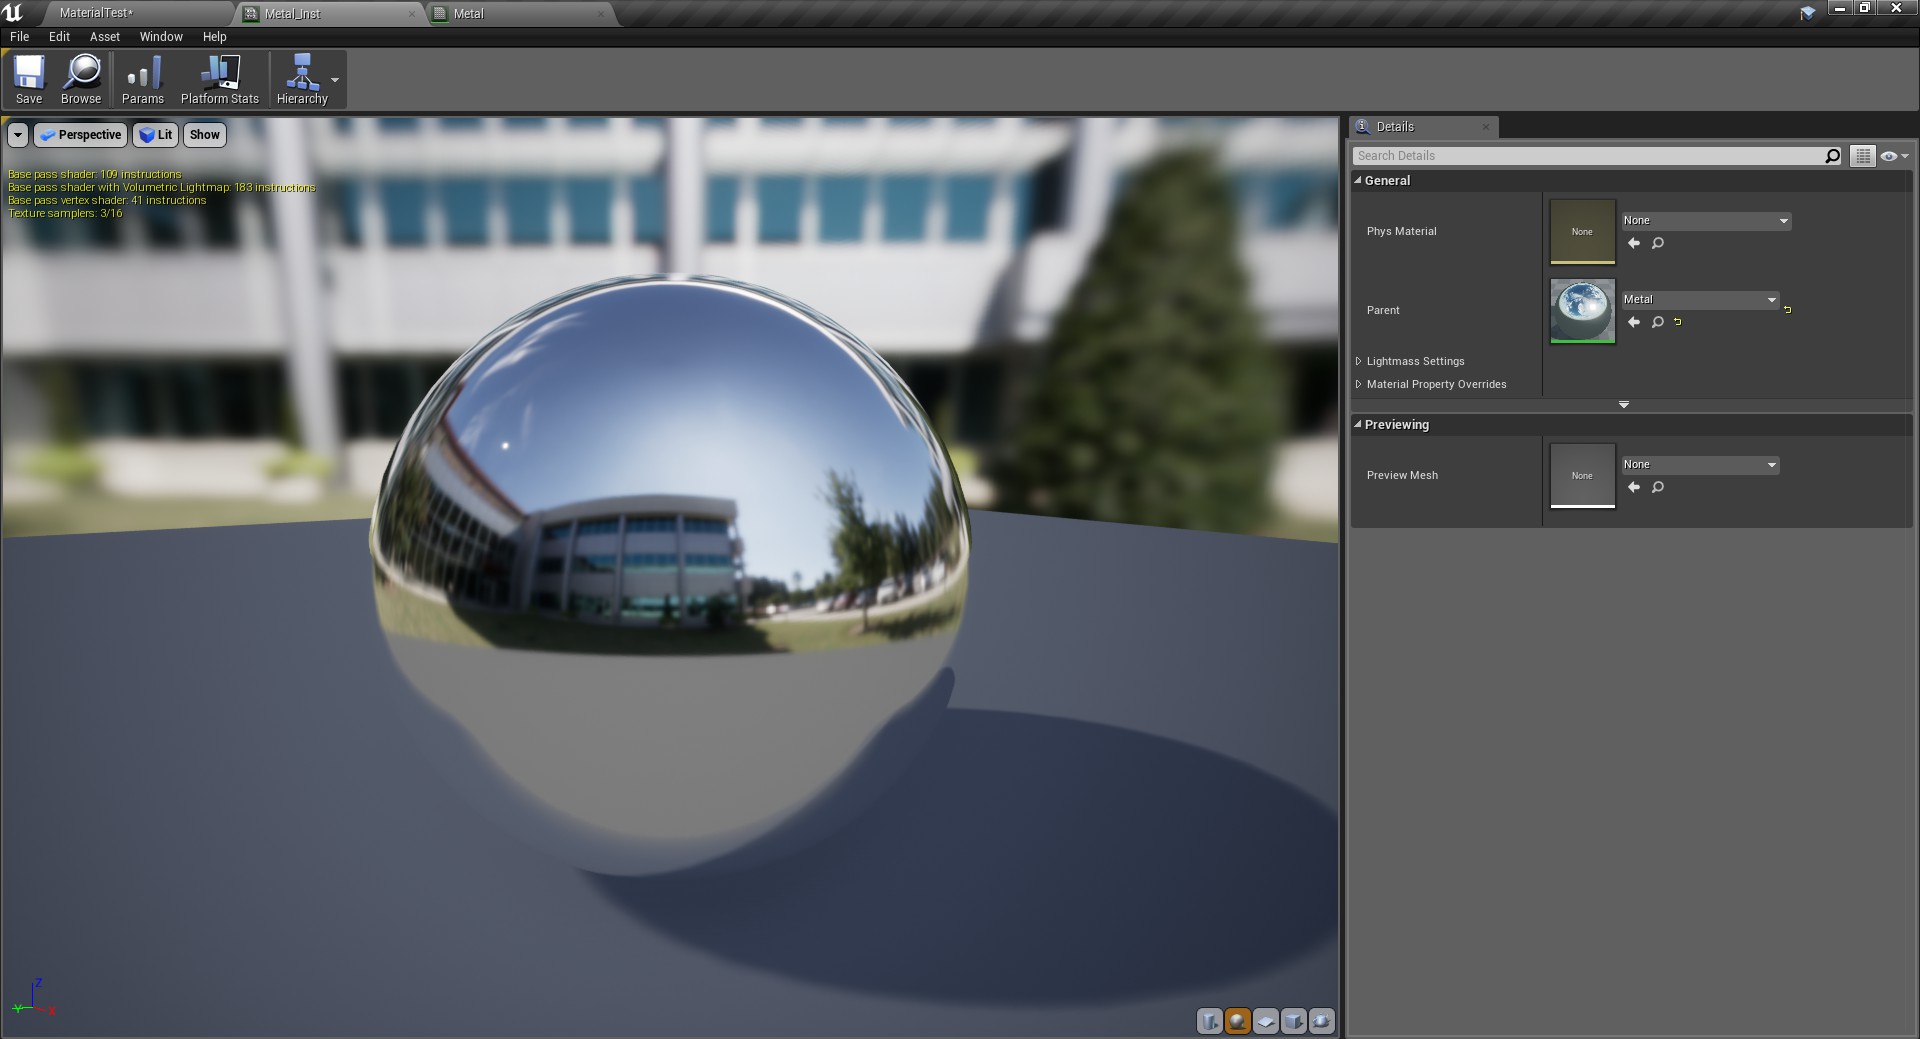 MaterialTest*
Metal_Inst
Metal
File Edit Asset Window Help
Save Browse Params Platform Stats Hierarchy
Perspective Lit Show
Base pass shader: 109 instructions
Base pass shader with Volumetric Lightmap: 183 instructions
Base pass vertex shader: 41 instructions
Texture samplers: 3/16
Z
Y
X
Details
Search Details
General
Phys Material
None
None
Parent
Metal
Lightmass Settings
Material Property Overrides
Previewing
Preview Mesh
None
None